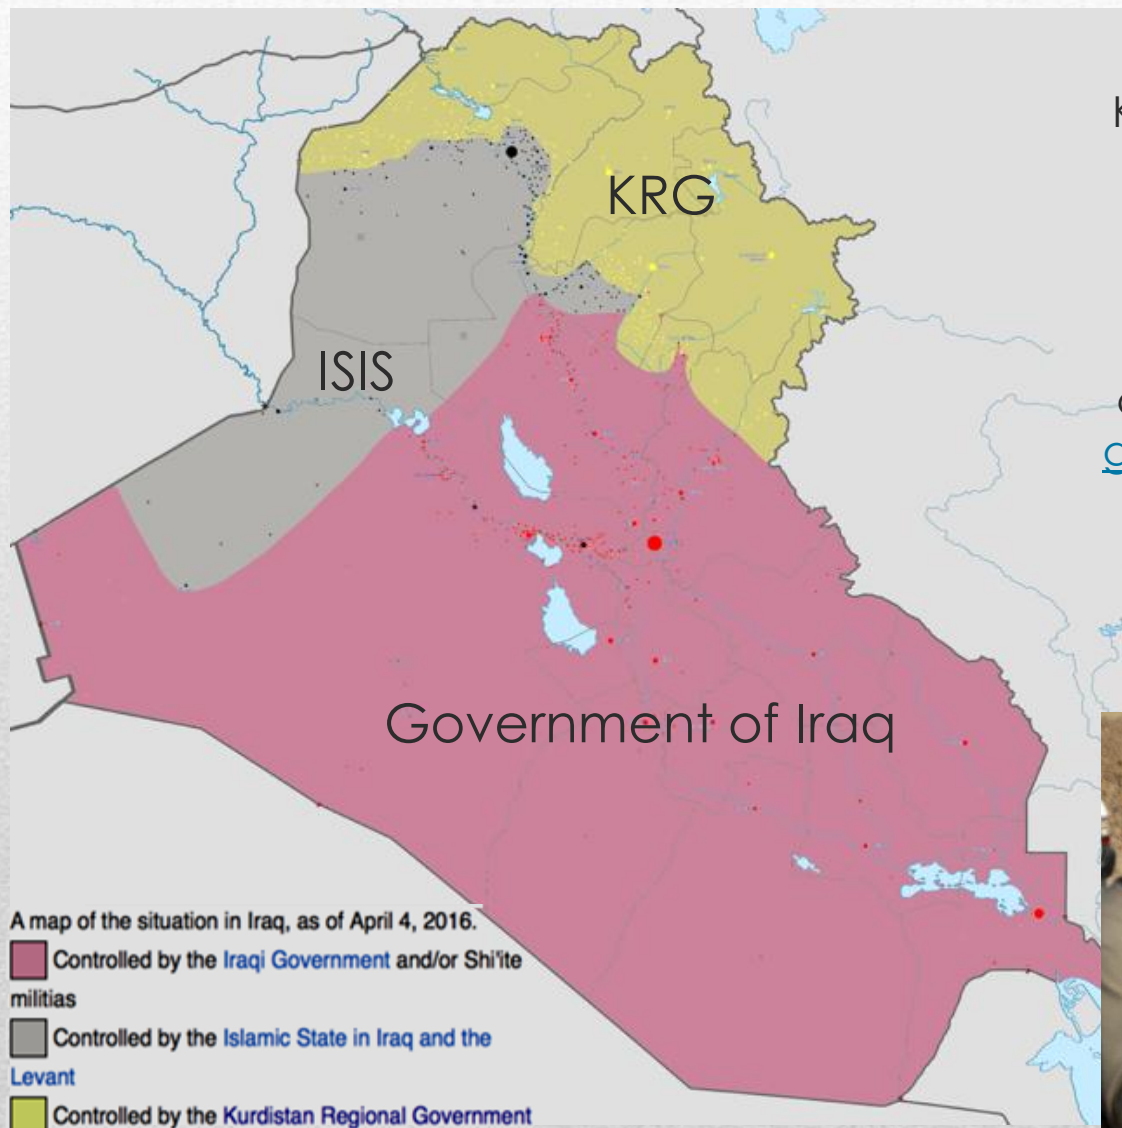 KRG
ISIS
Government of Iraq
A map of the situation in Iraq, as of April 4, 2016.
Controlled by the Iraqi Government and/or Shi'ite
militias
Controlled by the Islamic State in Iraq and the
Levant
Controlled by the Kurdistan Regional Government